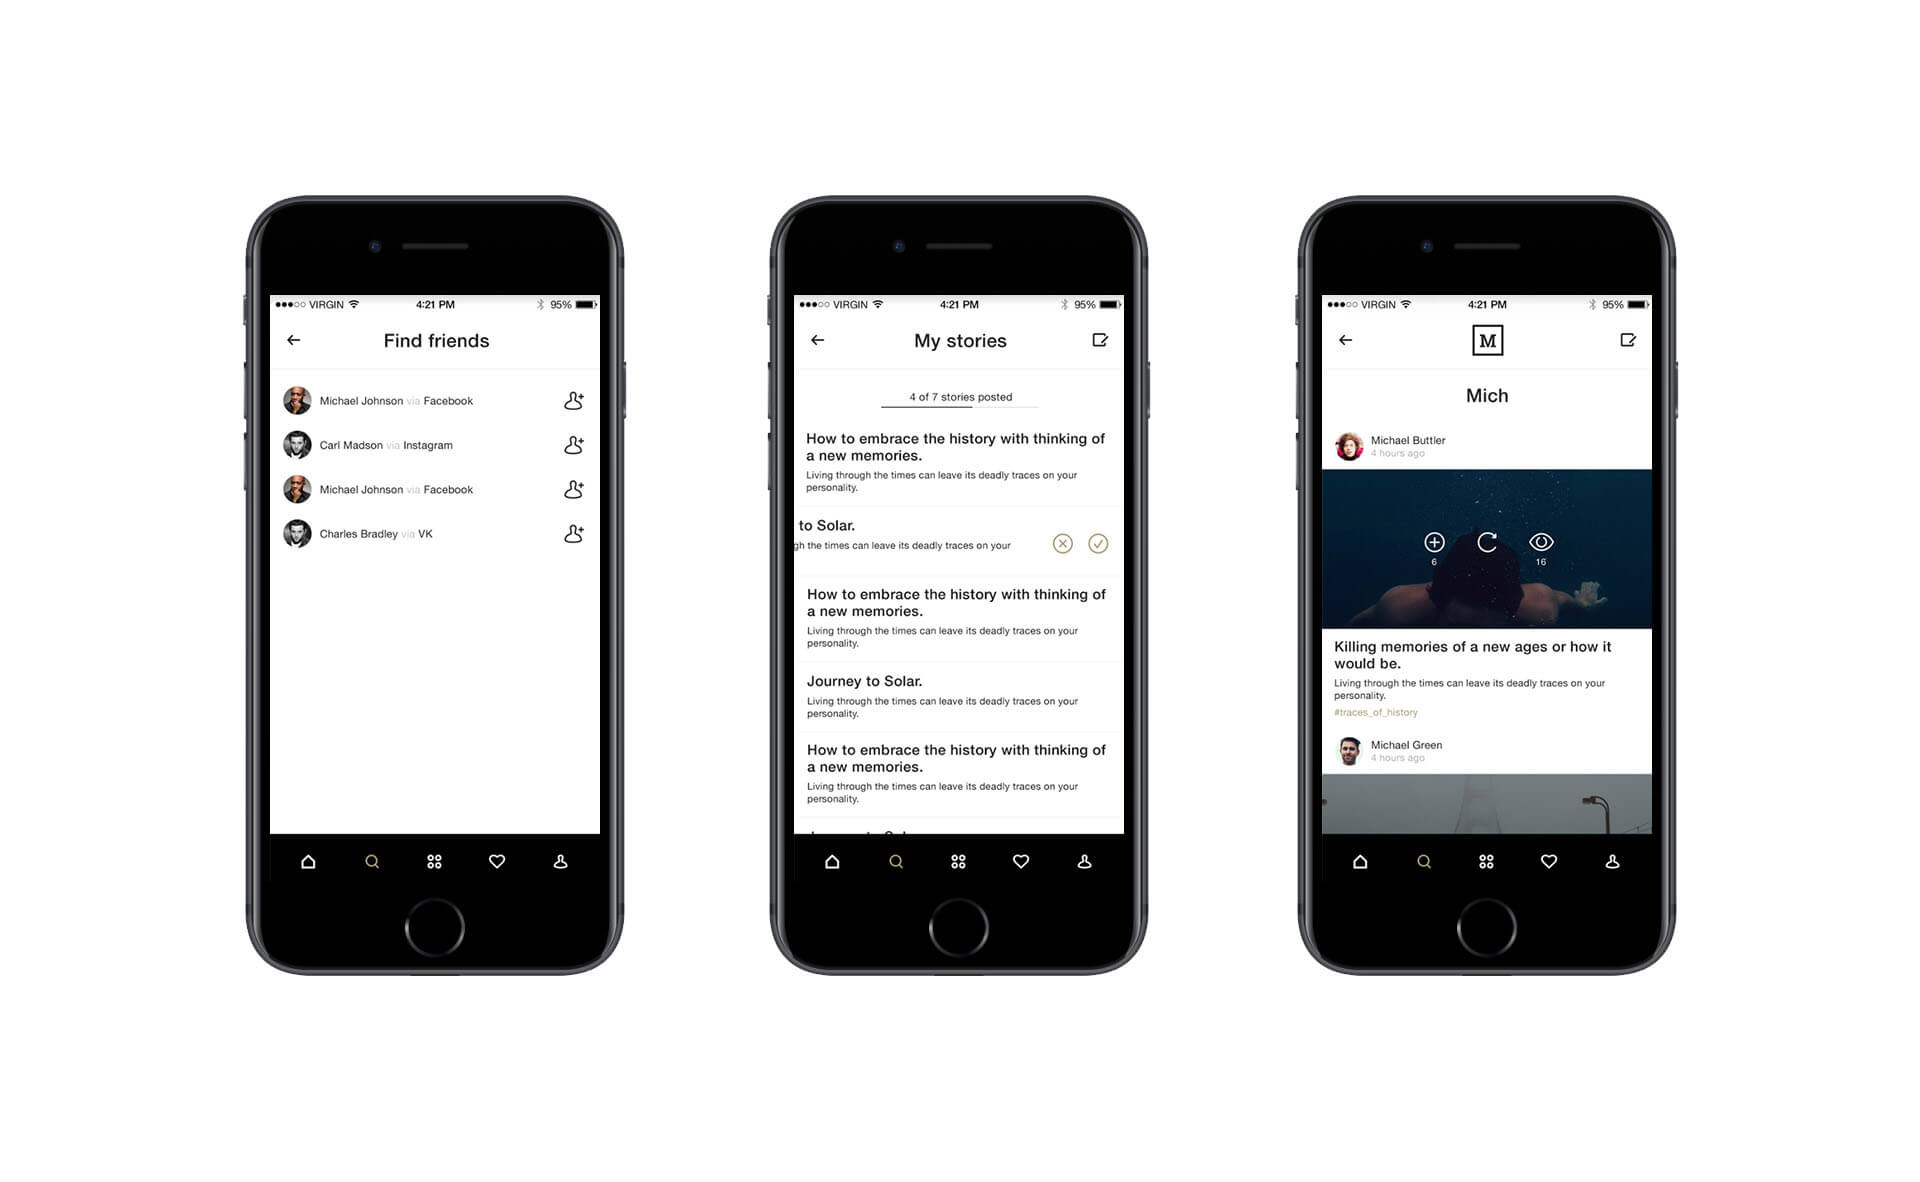 VIRGIN 4:21 PM 95%
Find friends
Michael Johnson via Facebook
Carl Madson via Instagram
Michael Johnson via Facebook
Charles Bradley via VK
VIRGIN 4:21 PM 95%
My stories
4 of 7 stories posted
How to embrace the history with thinking of
a new memories.
Living through the times can leave its deadly traces on your
personality.
to Solar.
gh the times can leave its deadly traces on your
How to embrace the history with thinking of
a new memories.
Living through the times can leave its deadly traces on your
personality.
Journey to Solar.
Living through the times can leave its deadly traces on your
personality.
How to embrace the history with thinking of
a new memories.
Living through the times can leave its deadly traces on your
personality.
VIRGIN 4:21 PM 95%
M
Mich
Michael Buttler
4 hours ago
6 16
Killing memories of a new ages or how it
would be.
Living through the times can leave its deadly traces on your
personality.
#traces_of_history
Michael Green
4 hours ago